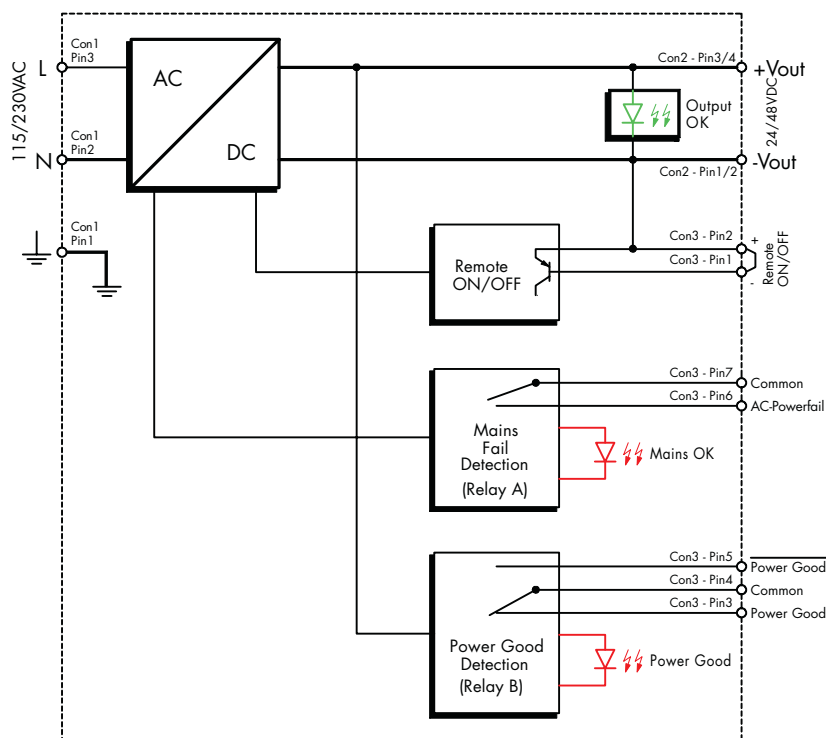 115/230VAC
L
Con1
Pin3
N
Con1
Pin2
Con1
Pin1
AC
DC
Con2 - Pin3/4
+Vout
Output
OK
24/48VDC
-Vout
Con2 - Pin1/2
Remote
ON/OFF
Con3 - Pin2
+
Con3 - Pin1
-
Remote
ON/OFF
Con3 - Pin7
Common
Con3 - Pin6
AC-Powerfail
Mains
Fail
Detection
(Relay A)
Mains OK
Con3 - Pin5
Power Good
Con3 - Pin4
Common
Con3 - Pin3
Power Good
Power Good
Detection
(Relay B)
Power Good